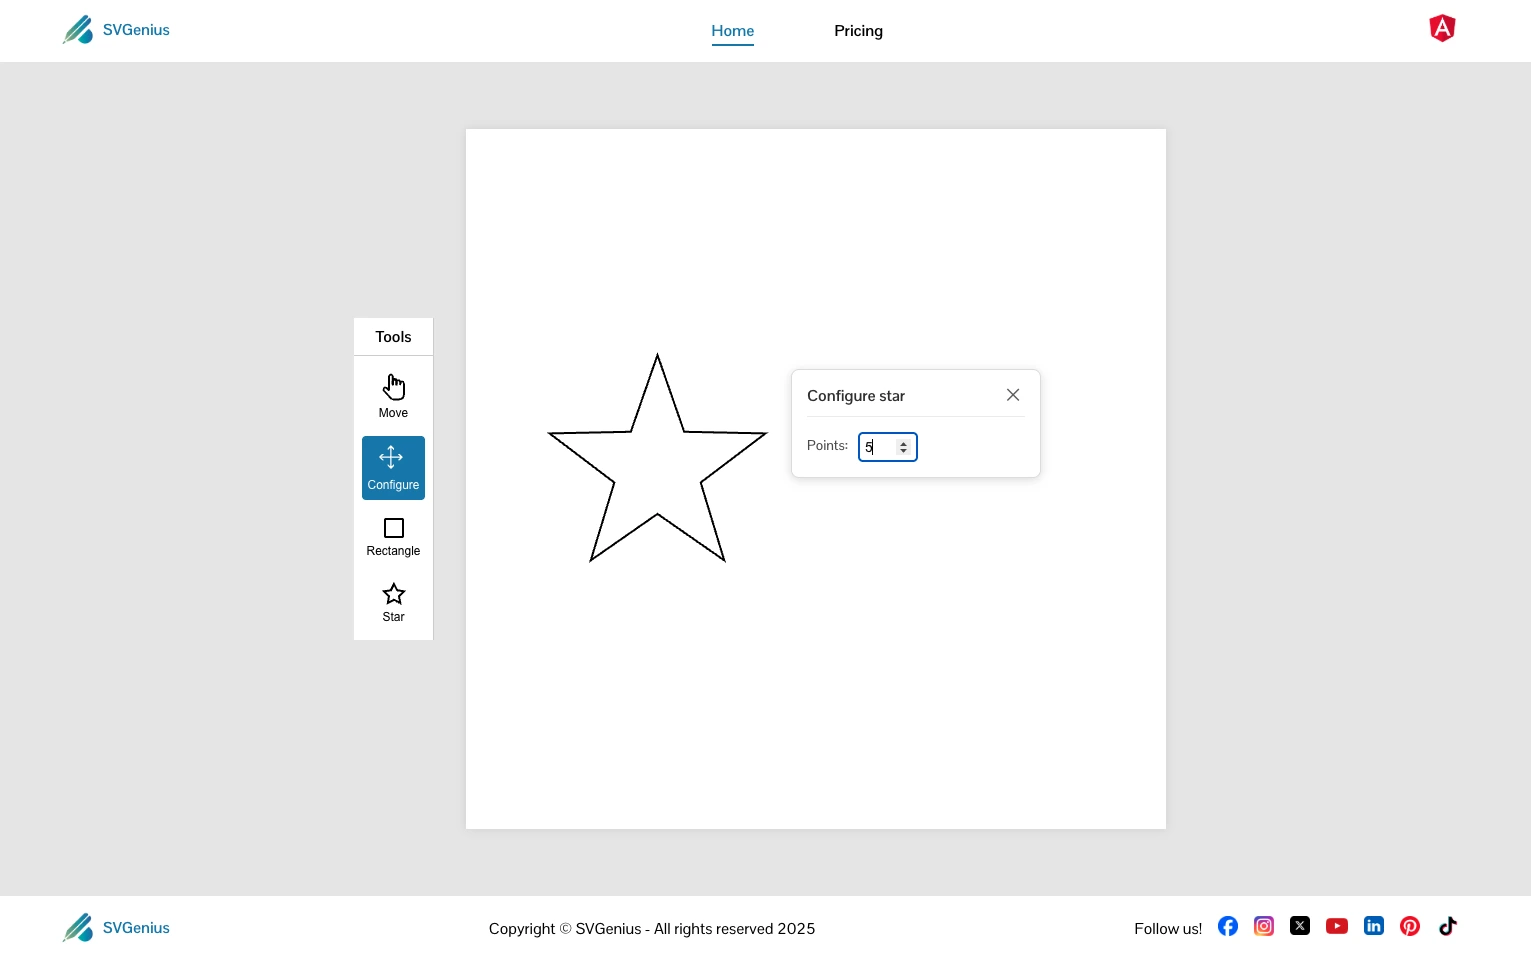 SVGenius
Home
Pricing
Tools
Move
Configure
Rectangle
Star
Configure star
Points: 5
SVGenius
Copyright © SVGenius - All rights reserved 2025
Follow us!